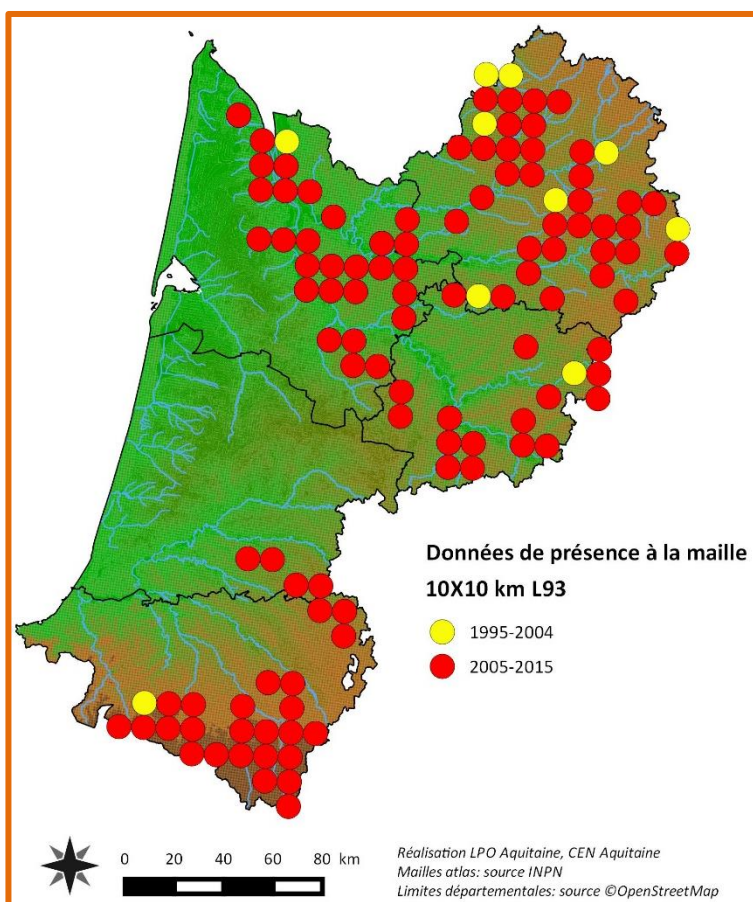 Données de présence à la maille
10X10 km L93
1995-2004
2005-2015
0 20 40 60 80 km
Réalisation LPO Aquitaine, CEN Aquitaine
Mailles atlas: source INPN
Limites départementales: source ©OpenStreetMap